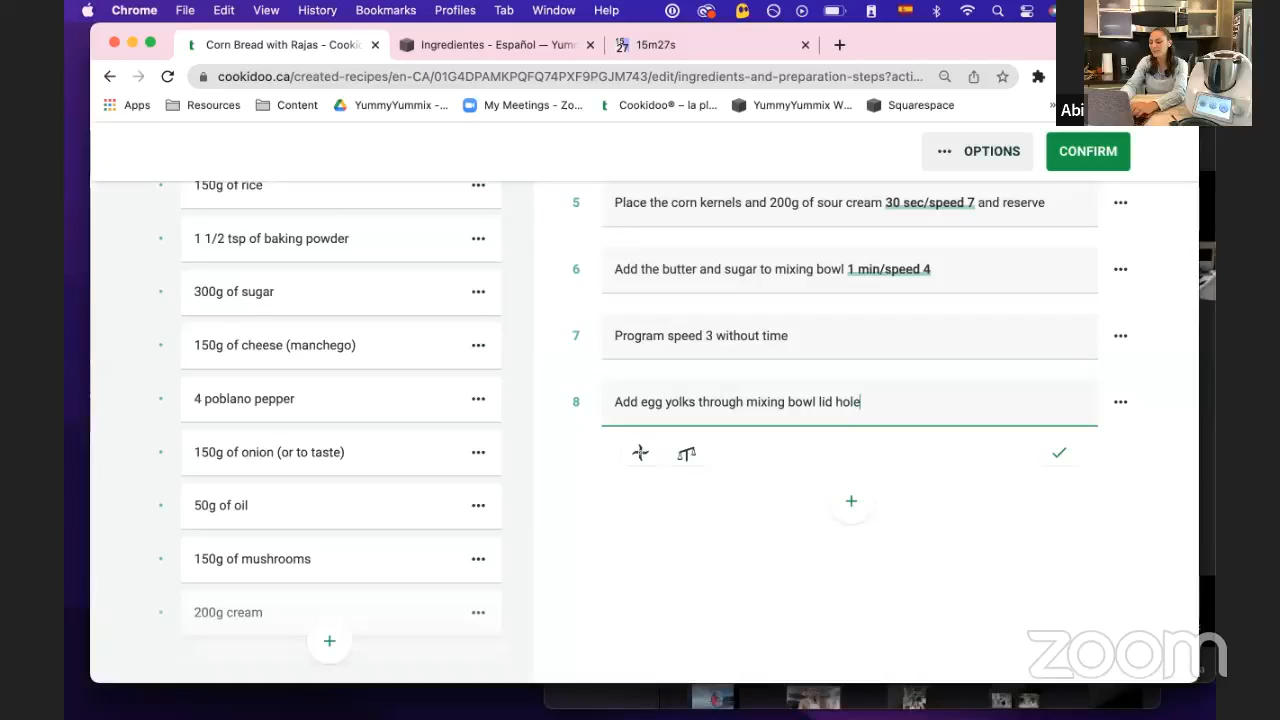 Chrome File Edit View History Bookmarks Profiles Tab Window Help
Corn Bread with Rajas - Cooki
Ingredientes - Español — Yumm
15m27s
cookidoo.ca/created-recipes/en-CA/01G4DPAMKPQFQ74PXF9PGJM743/edit/ingredients-and-preparation-steps?acti...
Apps Resources Content YummyYummix -... My Meetings - Zo... Cookidoo® – la pl... YummyYummix W... Squarespace »
Abi
••• OPTIONS
CONFIRM
150g of rice
1 1/2 tsp of baking powder
300g of sugar
150g of cheese (manchego)
4 poblano pepper
150g of onion (or to taste)
50g of oil
150g of mushrooms
200g cream
5 Place the corn kernels and 200g of sour cream 30 sec/speed 7 and reserve
6 Add the butter and sugar to mixing bowl 1 min/speed 4
7 Program speed 3 without time
8 Add egg yolks through mixing bowl lid hole
zoom